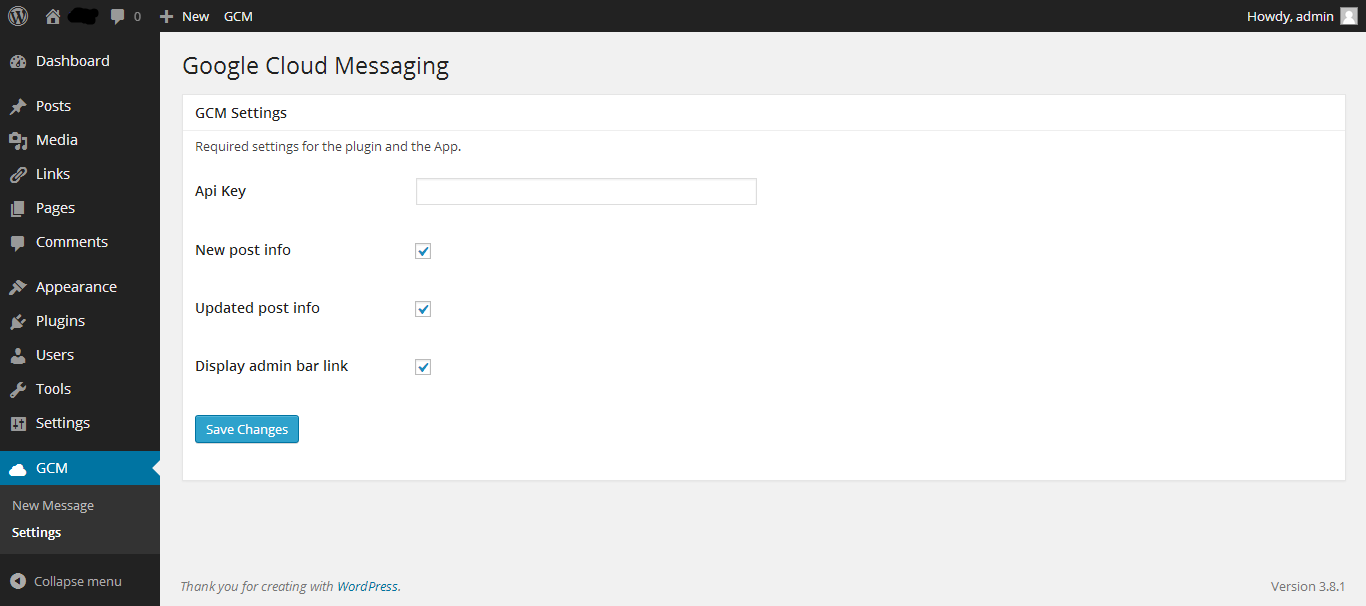 0 New GCM Howdy, admin
Dashboard
Posts
Media
Links
Pages
Comments
Appearance
Plugins
Users
Tools
Settings
GCM
New Message
Settings
Collapse menu
Google Cloud Messaging
GCM Settings
Required settings for the plugin and the App.
Api Key
New post info
Updated post info
Display admin bar link
Save Changes
Thank you for creating with WordPress. Version 3.8.1